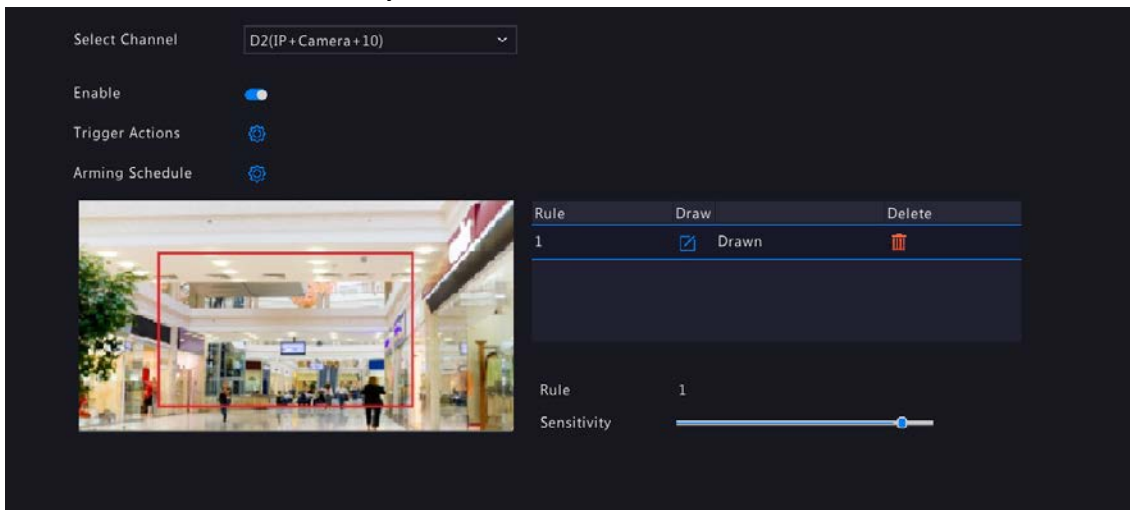 Select Channel D2(IP+Camera+10)
Enable
Trigger Actions
Arming Schedule
Rule Draw Delete
1 Drawn
Rule 1
Sensitivity